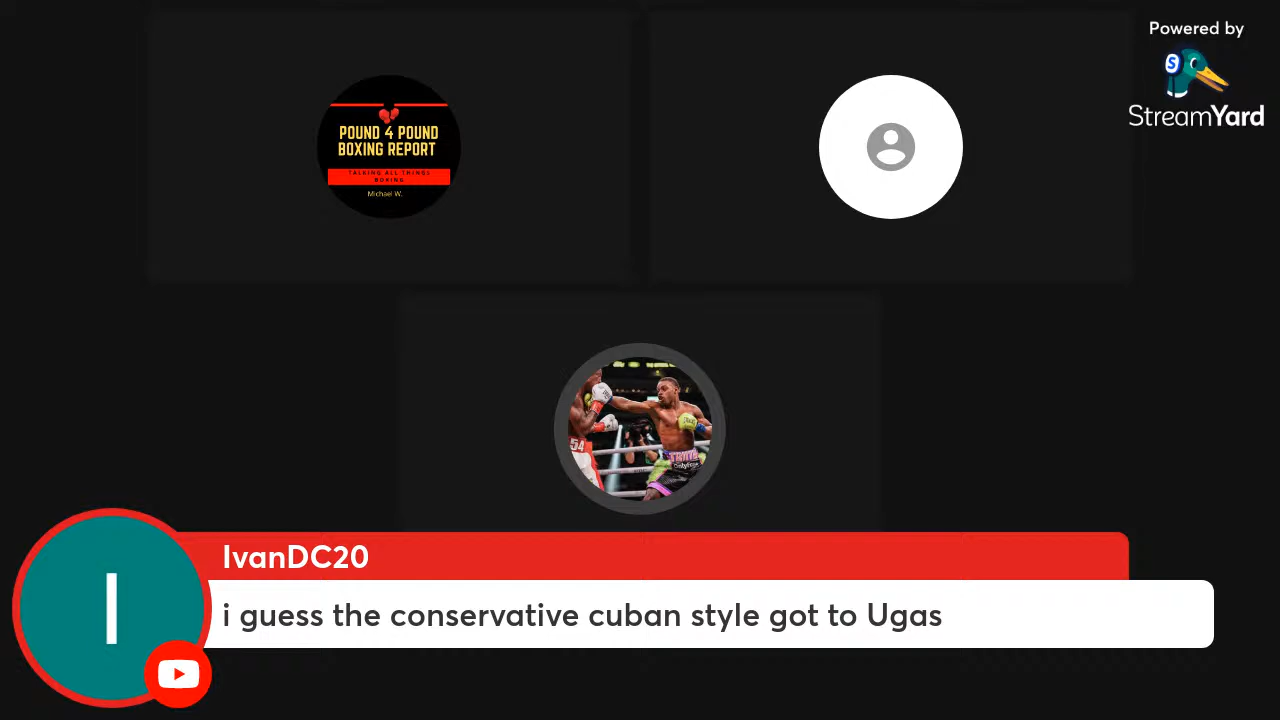 Powered by
S
StreamYard
POUND 4 POUND
BOXING REPORT
TALKING ALL THINGS
BOXING
Michael W.
54
I
IvanDC20
i guess the conservative cuban style got to Ugas